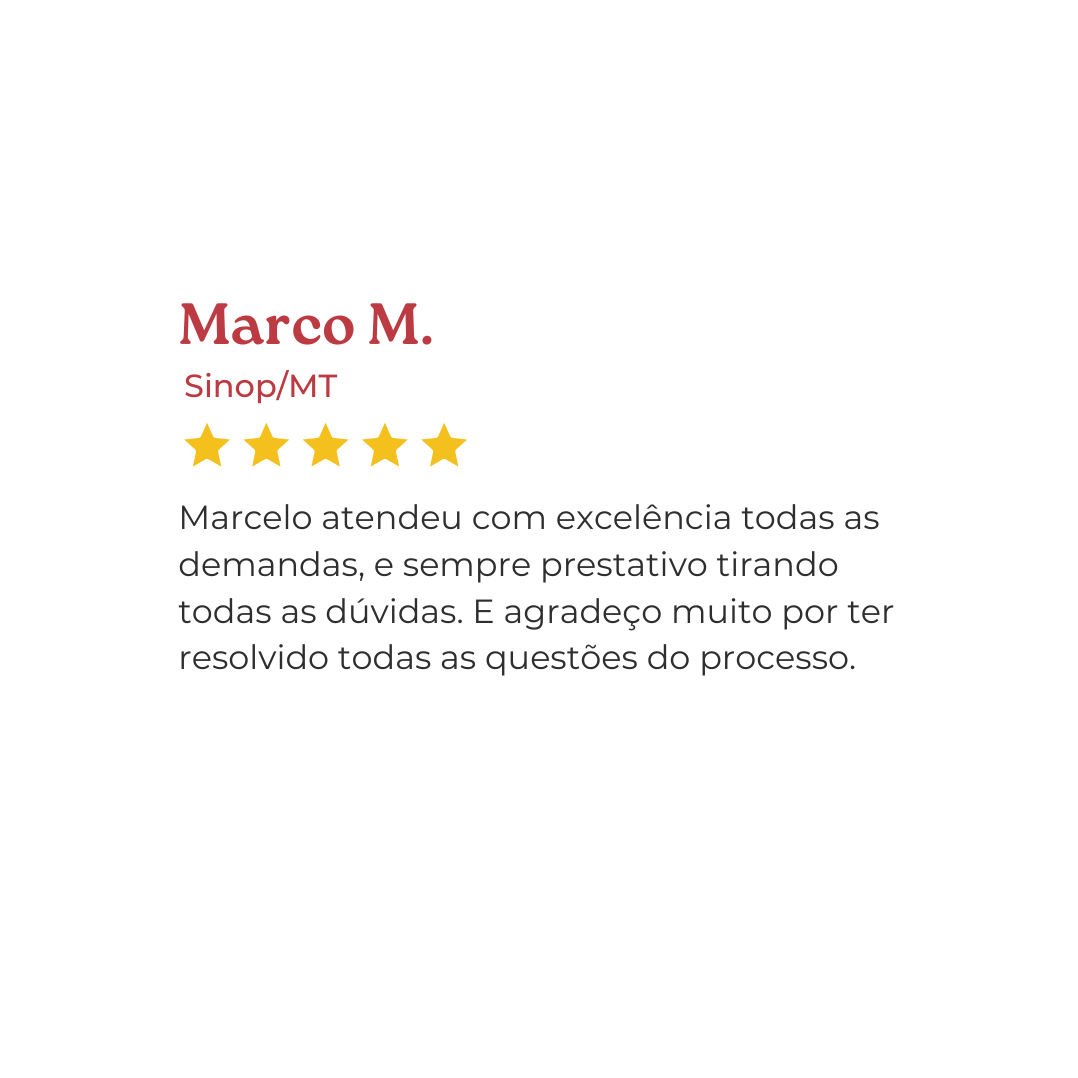 Marco M.
Sinop/MT
Marcelo atendeu com excelência todas as
demandas, e sempre prestativo tirando
todas as dúvidas. E agradeço muito por ter
resolvido todas as questões do processo.